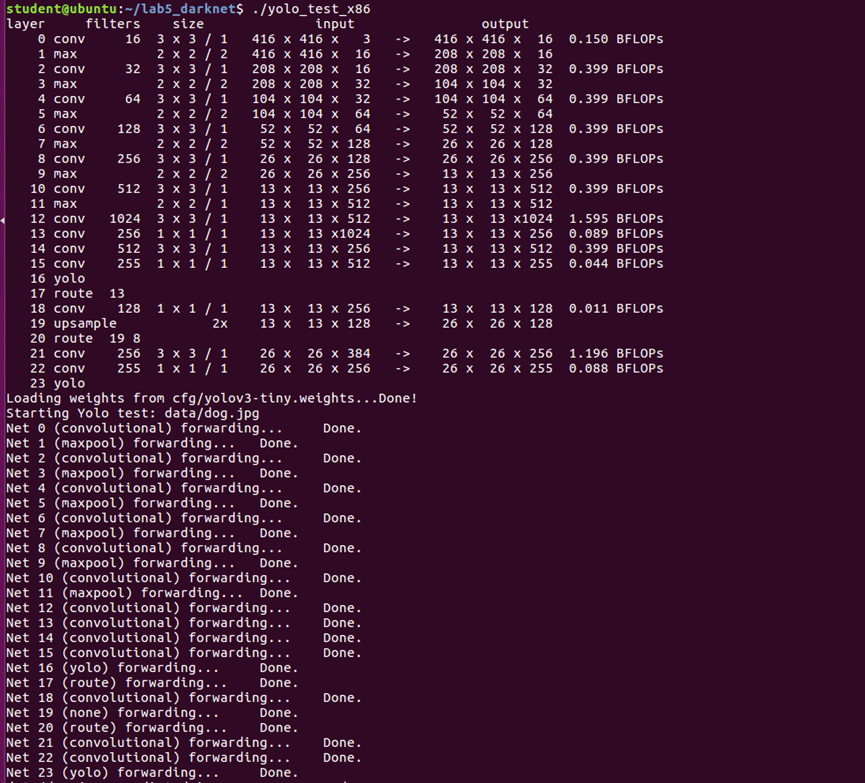 student@ubuntu:~/lab5_darknet$ ./yolo_test_x86
layer     filters    size              input                output
    0 conv     16  3 x 3 / 1   416 x 416 x   3   ->   416 x 416 x  16  0.150 BFLOPs
    1 max          2 x 2 / 2   416 x 416 x  16   ->   208 x 208 x  16
    2 conv     32  3 x 3 / 1   208 x 208 x  16   ->   208 x 208 x  32  0.399 BFLOPs
    3 max          2 x 2 / 2   208 x 208 x  32   ->   104 x 104 x  32
    4 conv     64  3 x 3 / 1   104 x 104 x  32   ->   104 x 104 x  64  0.399 BFLOPs
    5 max          2 x 2 / 2   104 x 104 x  64   ->    52 x  52 x  64
    6 conv    128  3 x 3 / 1    52 x  52 x  64   ->    52 x  52 x 128  0.399 BFLOPs
    7 max          2 x 2 / 2    52 x  52 x 128   ->    26 x  26 x 128
    8 conv    256  3 x 3 / 1    26 x  26 x 128   ->    26 x  26 x 256  0.399 BFLOPs
    9 max          2 x 2 / 2    26 x  26 x 256   ->    13 x  13 x 256
   10 conv    512  3 x 3 / 1    13 x  13 x 256   ->    13 x  13 x 512  0.399 BFLOPs
   11 max          2 x 2 / 1    13 x  13 x 512   ->    13 x  13 x 512
   12 conv   1024  3 x 3 / 1    13 x  13 x 512   ->    13 x  13 x1024  1.595 BFLOPs
   13 conv    256  1 x 1 / 1    13 x  13 x1024   ->    13 x  13 x 256  0.089 BFLOPs
   14 conv    512  3 x 3 / 1    13 x  13 x 256   ->    13 x  13 x 512  0.399 BFLOPs
   15 conv    255  1 x 1 / 1    13 x  13 x 512   ->    13 x  13 x 255  0.044 BFLOPs
   16 yolo
   17 route  13
   18 conv    128  1 x 1 / 1    13 x  13 x 256   ->    13 x  13 x 128  0.011 BFLOPs
   19 upsample            2x    13 x  13 x 128   ->    26 x  26 x 128
   20 route  19 8
   21 conv    256  3 x 3 / 1    26 x  26 x 384   ->    26 x  26 x 256  1.196 BFLOPs
   22 conv    255  1 x 1 / 1    26 x  26 x 256   ->    26 x  26 x 255  0.088 BFLOPs
   23 yolo
Loading weights from cfg/yolov3-tiny.weights...Done!
Starting Yolo test: data/dog.jpg
Net 0 (convolutional) forwarding...     Done.
Net 1 (maxpool) forwarding...   Done.
Net 2 (convolutional) forwarding...     Done.
Net 3 (maxpool) forwarding...   Done.
Net 4 (convolutional) forwarding...     Done.
Net 5 (maxpool) forwarding...   Done.
Net 6 (convolutional) forwarding...     Done.
Net 7 (maxpool) forwarding...   Done.
Net 8 (convolutional) forwarding...     Done.
Net 9 (maxpool) forwarding...   Done.
Net 10 (convolutional) forwarding...    Done.
Net 11 (maxpool) forwarding...  Done.
Net 12 (convolutional) forwarding...    Done.
Net 13 (convolutional) forwarding...    Done.
Net 14 (convolutional) forwarding...    Done.
Net 15 (convolutional) forwarding...    Done.
Net 16 (yolo) forwarding...     Done.
Net 17 (route) forwarding...    Done.
Net 18 (convolutional) forwarding...    Done.
Net 19 (none) forwarding...     Done.
Net 20 (route) forwarding...    Done.
Net 21 (convolutional) forwarding...    Done.
Net 22 (convolutional) forwarding...    Done.
Net 23 (yolo) forwarding...     Done.